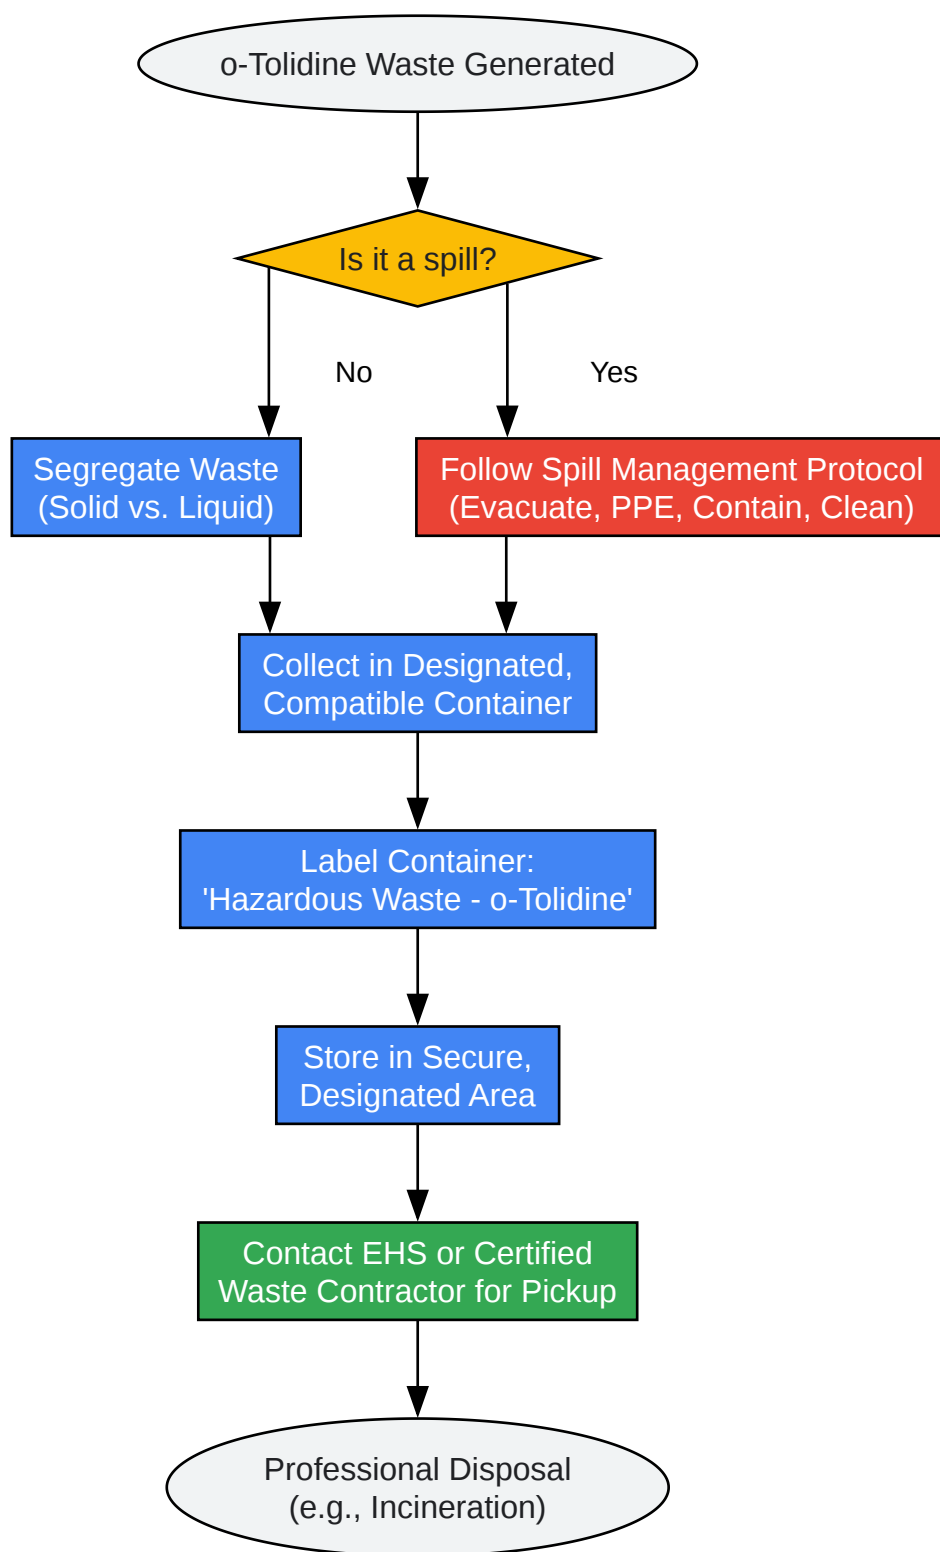 o-Tolidine Waste Generated
Is it a spill?
No
Yes
Segregate Waste
(Solid vs. Liquid)
Follow Spill Management Protocol
(Evacuate, PPE, Contain, Clean)
Collect in Designated,
Compatible Container
Label Container:
'Hazardous Waste - o-Tolidine'
Store in Secure,
Designated Area
Contact EHS or Certified
Waste Contractor for Pickup
Professional Disposal
(e.g., Incineration)